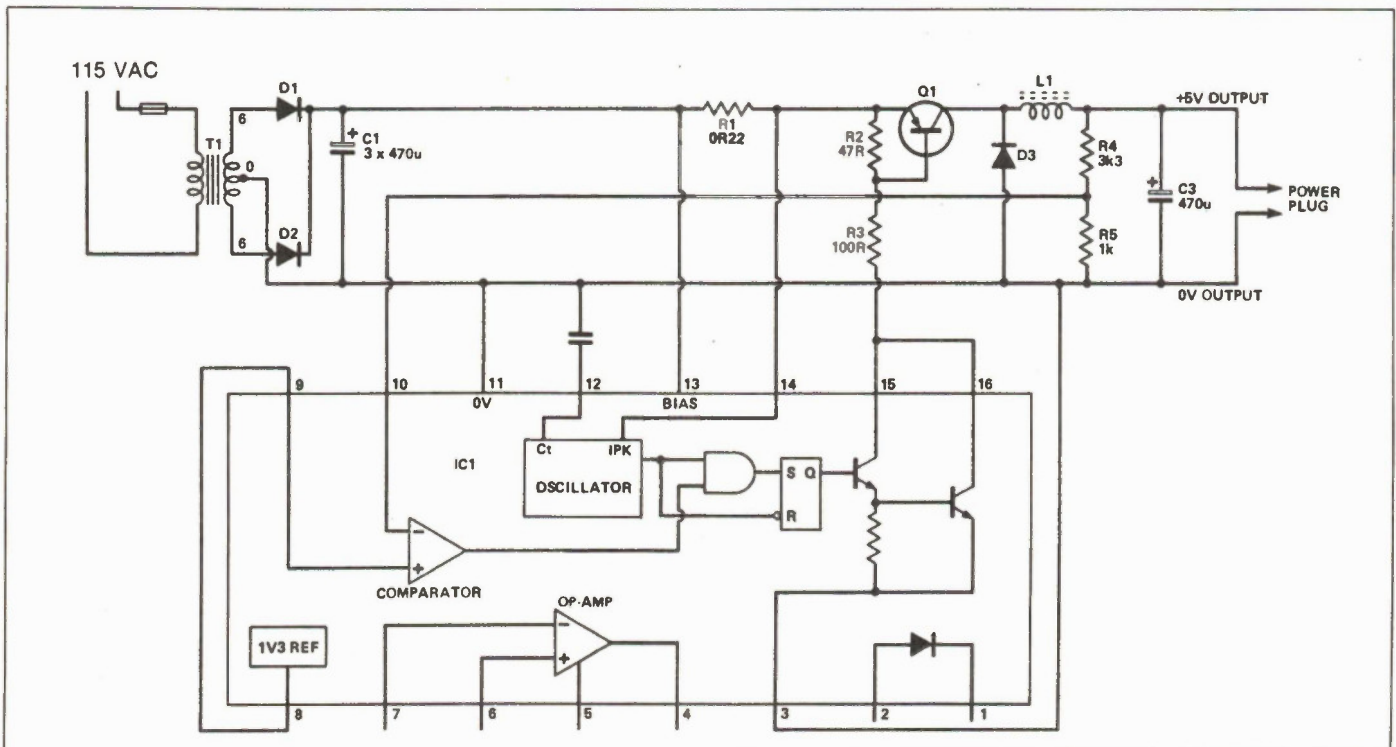 115 VAC
D1
6
T1
0
6
D2
+
C1
3 x 470u
R1
0R22
R2
47R
R3
100R
Q1
D3
L1
R4
3k3
R5
1k
+
C3
470u
+5V OUTPUT
0V OUTPUT
POWER
PLUG
9
10
11
0V
12
13
BIAS
14
15
16
IC1
Ct
IPK
OSCILLATOR
S Q
R
-
+
COMPARATOR
OP-AMP
-
+
1V3 REF
8
7
6
5
4
3
2
1